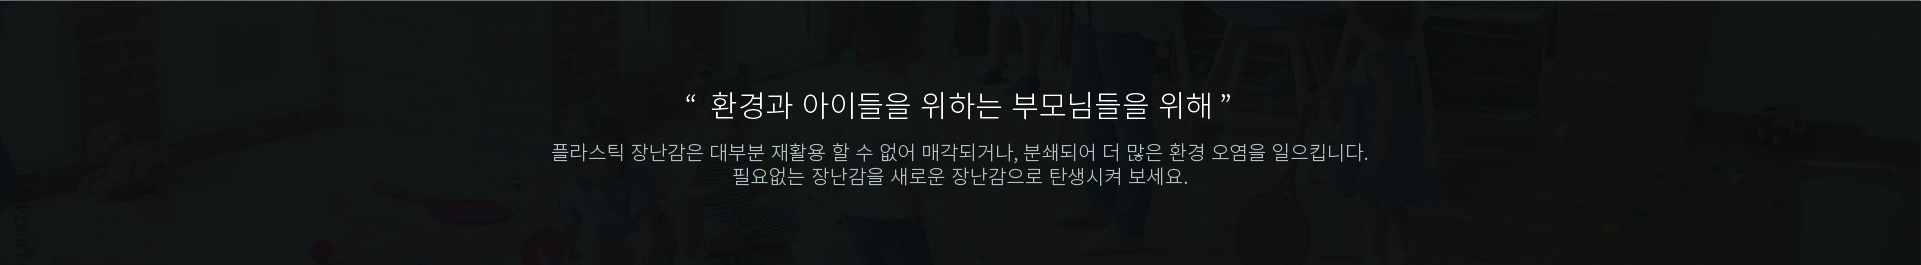 “ 환경과 아이들을 위하는 부모님들을 위해 ”
플라스틱 장난감은 대부분 재활용 할 수 없어 매각되거나, 분쇄되어 더 많은 환경 오염을 일으킵니다.
필요없는 장난감을 새로운 장난감으로 탄생시켜 보세요.